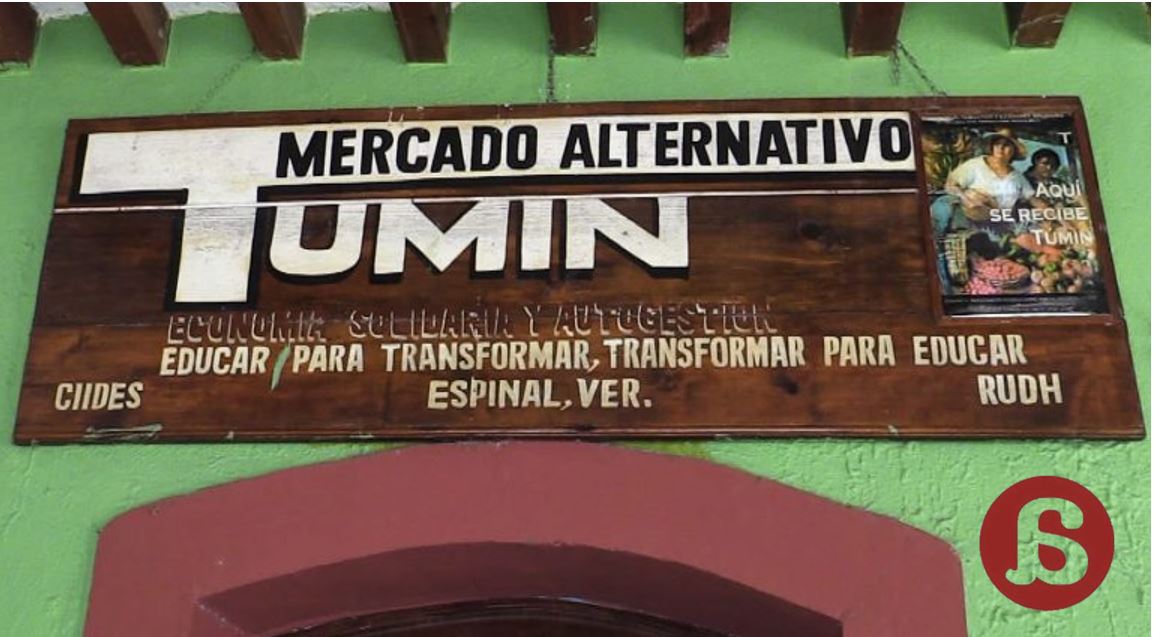 MERCADO ALTERNATIVO
TUMIN
ECONOMIA SOLIDARIA Y AUTOGESTION
EDUCAR PARA TRANSFORMAR, TRANSFORMAR PARA EDUCAR
CIIDES ESPINAL, VER. RUDH
T
AQUÍ
SE RECIBE
TUMIN